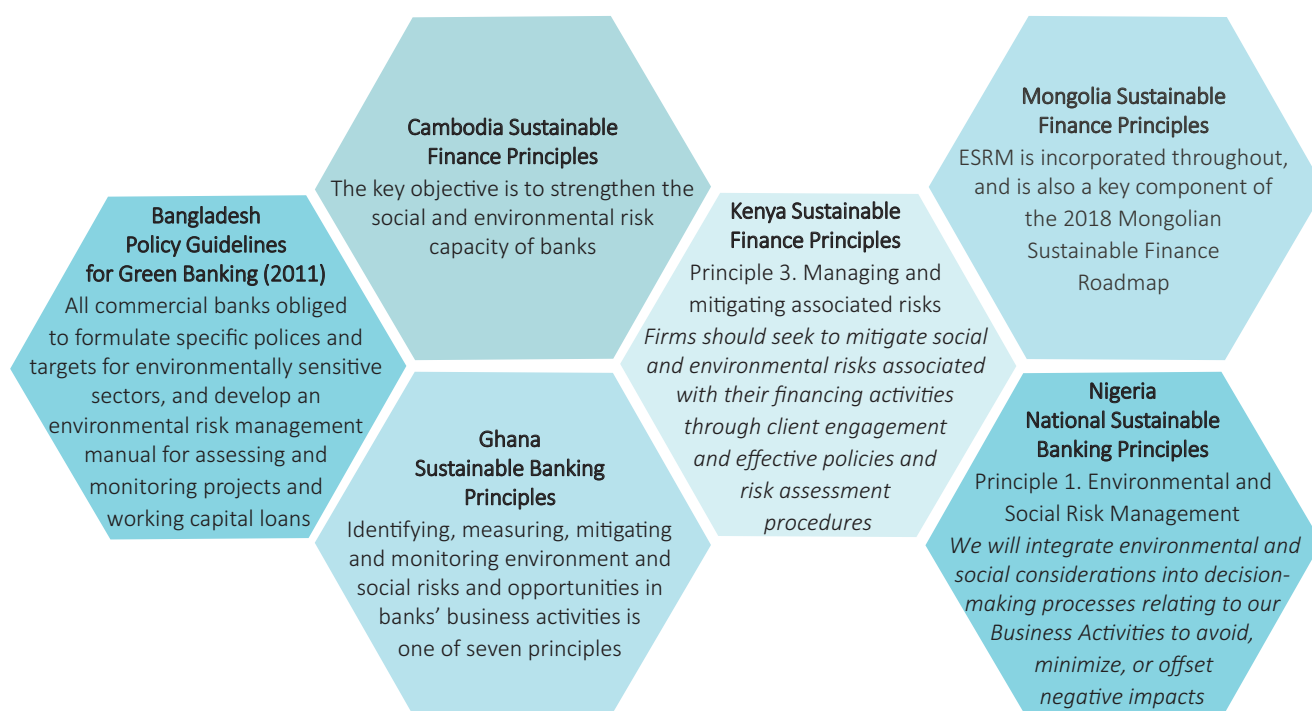 Bangladesh
Policy Guidelines
for Green Banking (2011)
All commercial banks obliged
to formulate specific polices and
targets for environmentally sensitive
sectors, and develop an
environmental risk management
manual for assessing and
monitoring projects and
working capital loans
Cambodia Sustainable
Finance Principles
The key objective is to strengthen the
social and environmental risk
capacity of banks
Ghana
Sustainable Banking
Principles
Identifying, measuring, mitigating
and monitoring environment and
social risks and opportunities in
banks’ business activities is
one of seven principles
Kenya Sustainable
Finance Principles
Principle 3. Managing and
mitigating associated risks
Firms should seek to mitigate social
and environmental risks associated
with their financing activities
through client engagement
and effective policies and
risk assessment
procedures
Mongolia Sustainable
Finance Principles
ESRM is incorporated throughout,
and is also a key component of
the 2018 Mongolian
Sustainable Finance
Roadmap
Nigeria
National Sustainable
Banking Principles
Principle 1. Environmental and
Social Risk Management
We will integrate environmental and
social considerations into decision-
making processes relating to our
Business Activities to avoid,
minimize, or offset
negative impacts